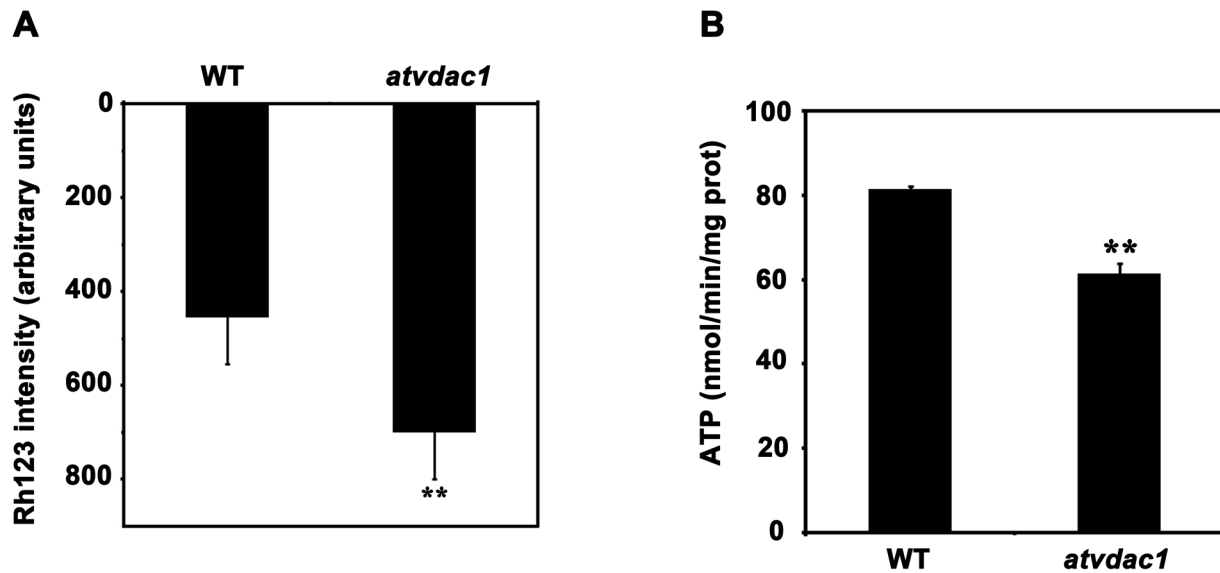 A
WT atvdac1
Rh123 intensity (arbitrary units)
0
200
400
600
800
**
B
ATP (nmol/min/mg prot)
100
80
60
40
20
0
**
WT atvdac1